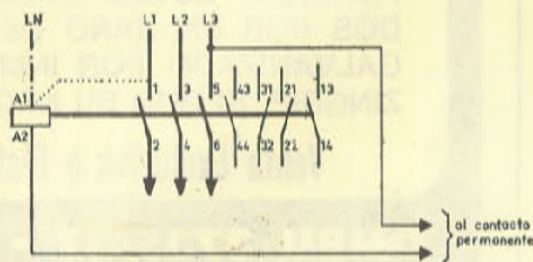 LN L1 L2 L3
A1 1 3 5 43 31 21 13
A2 2 4 6 44 32 22 14
al contacto
permanente